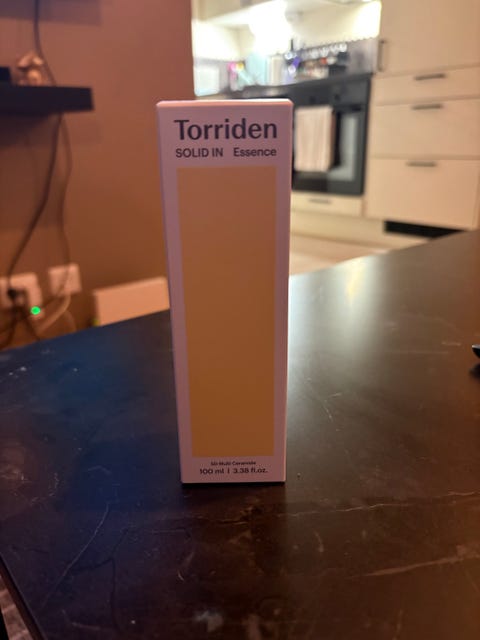 Torriden
SOLID IN Essence
5D-Multi Ceramide
100 ml | 3.38 fl.oz.